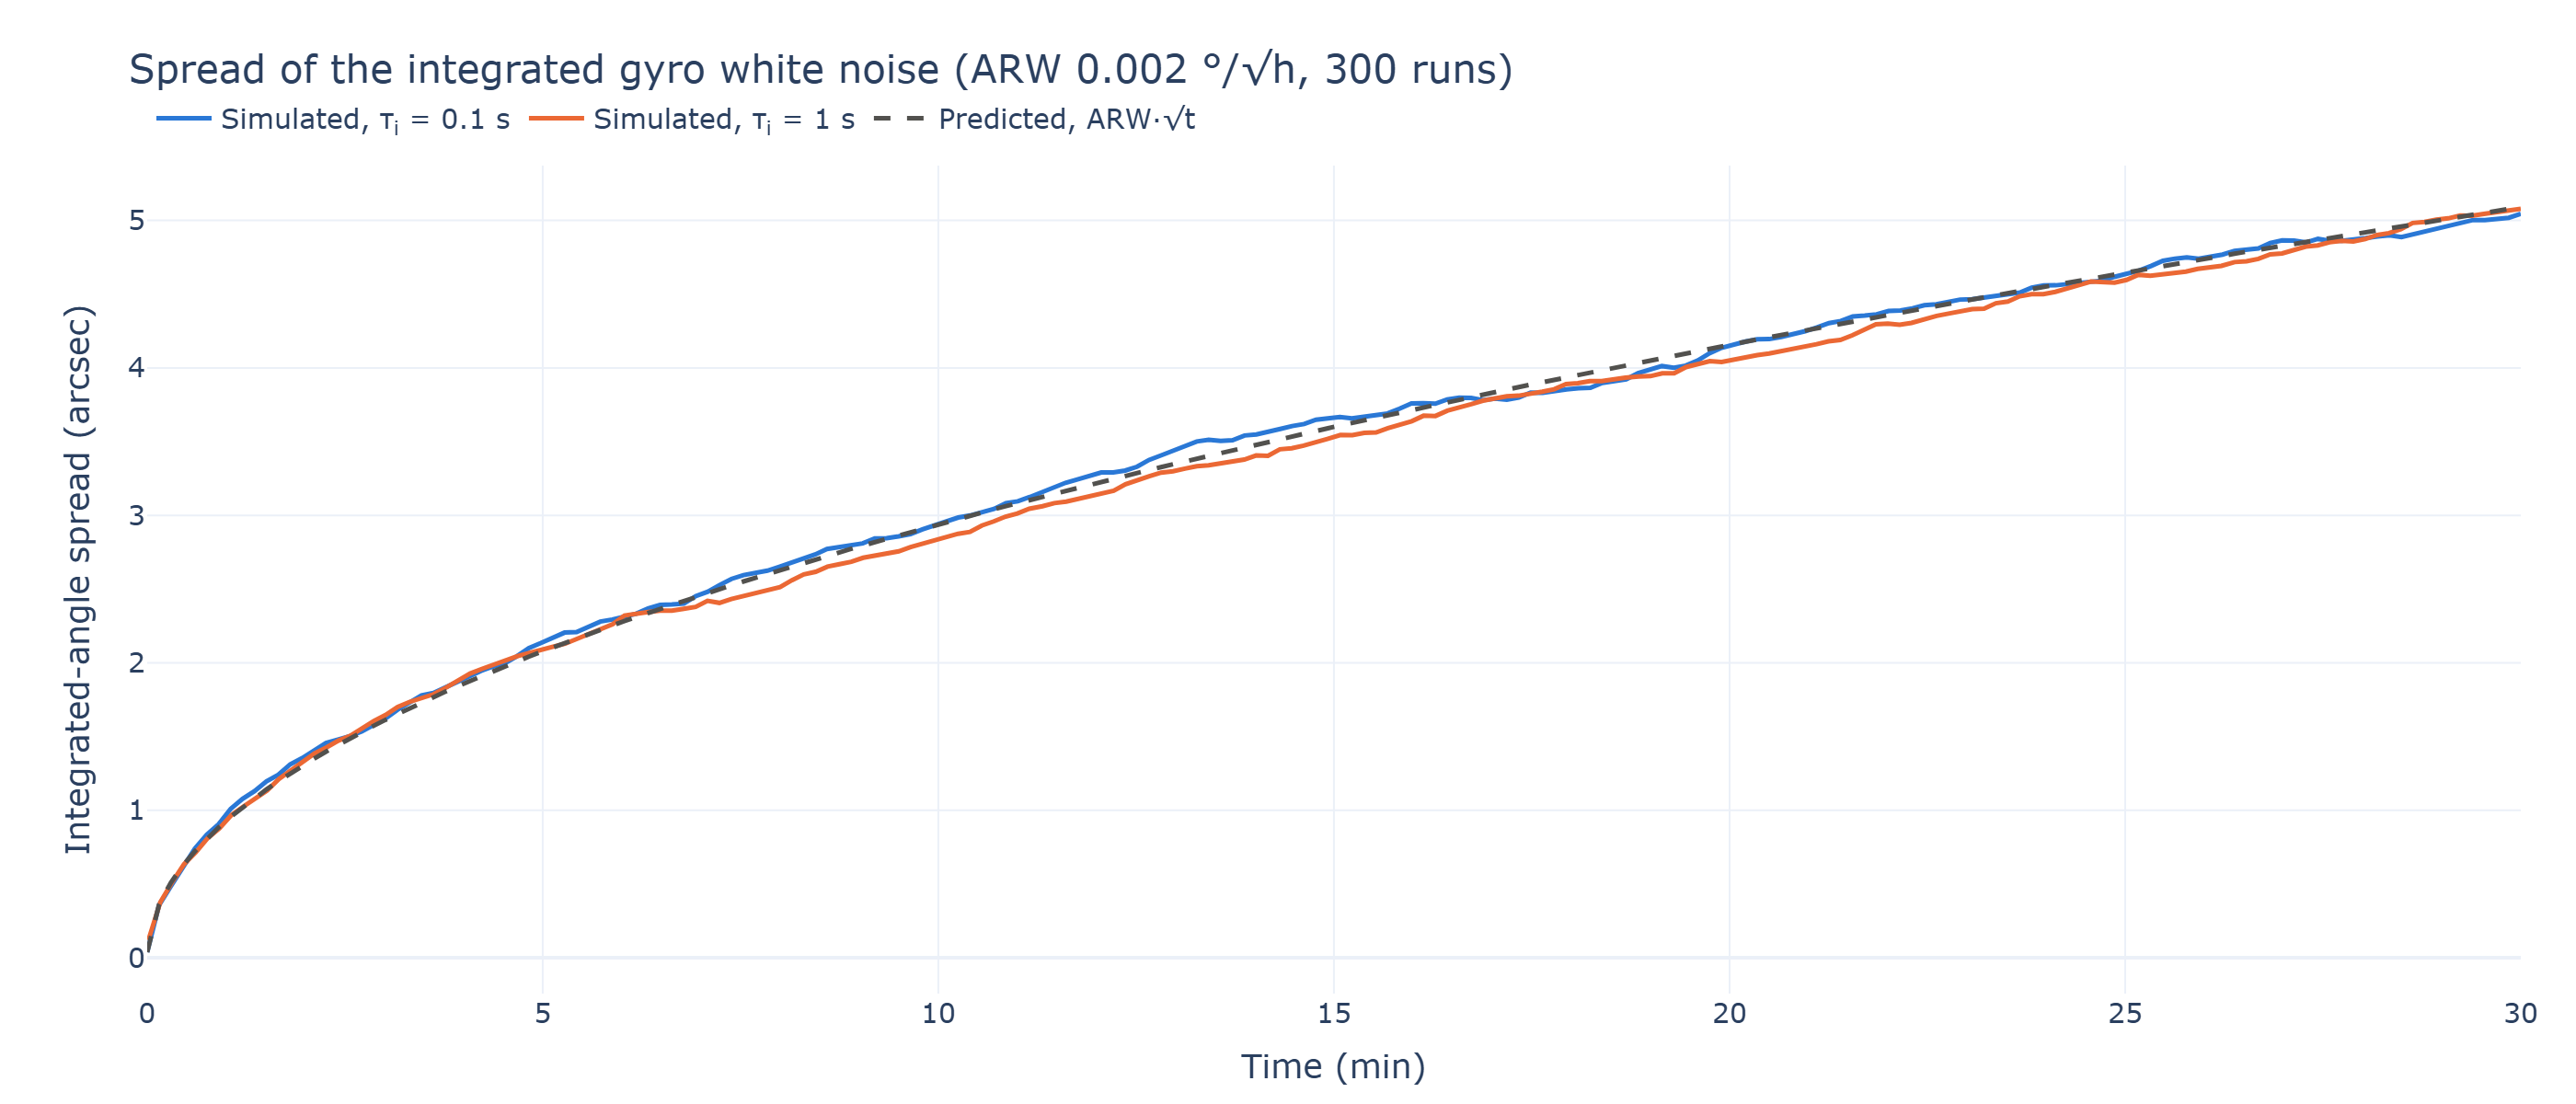 Spread of the integrated gyro white noise (ARW 0.002 °/√h, 300 runs)
Simulated, τᵢ = 0.1 s Simulated, τᵢ = 1 s Predicted, ARW·√t
Integrated-angle spread (arcsec)
5
4
3
2
1
0
0 5 10 15 20 25 30
Time (min)